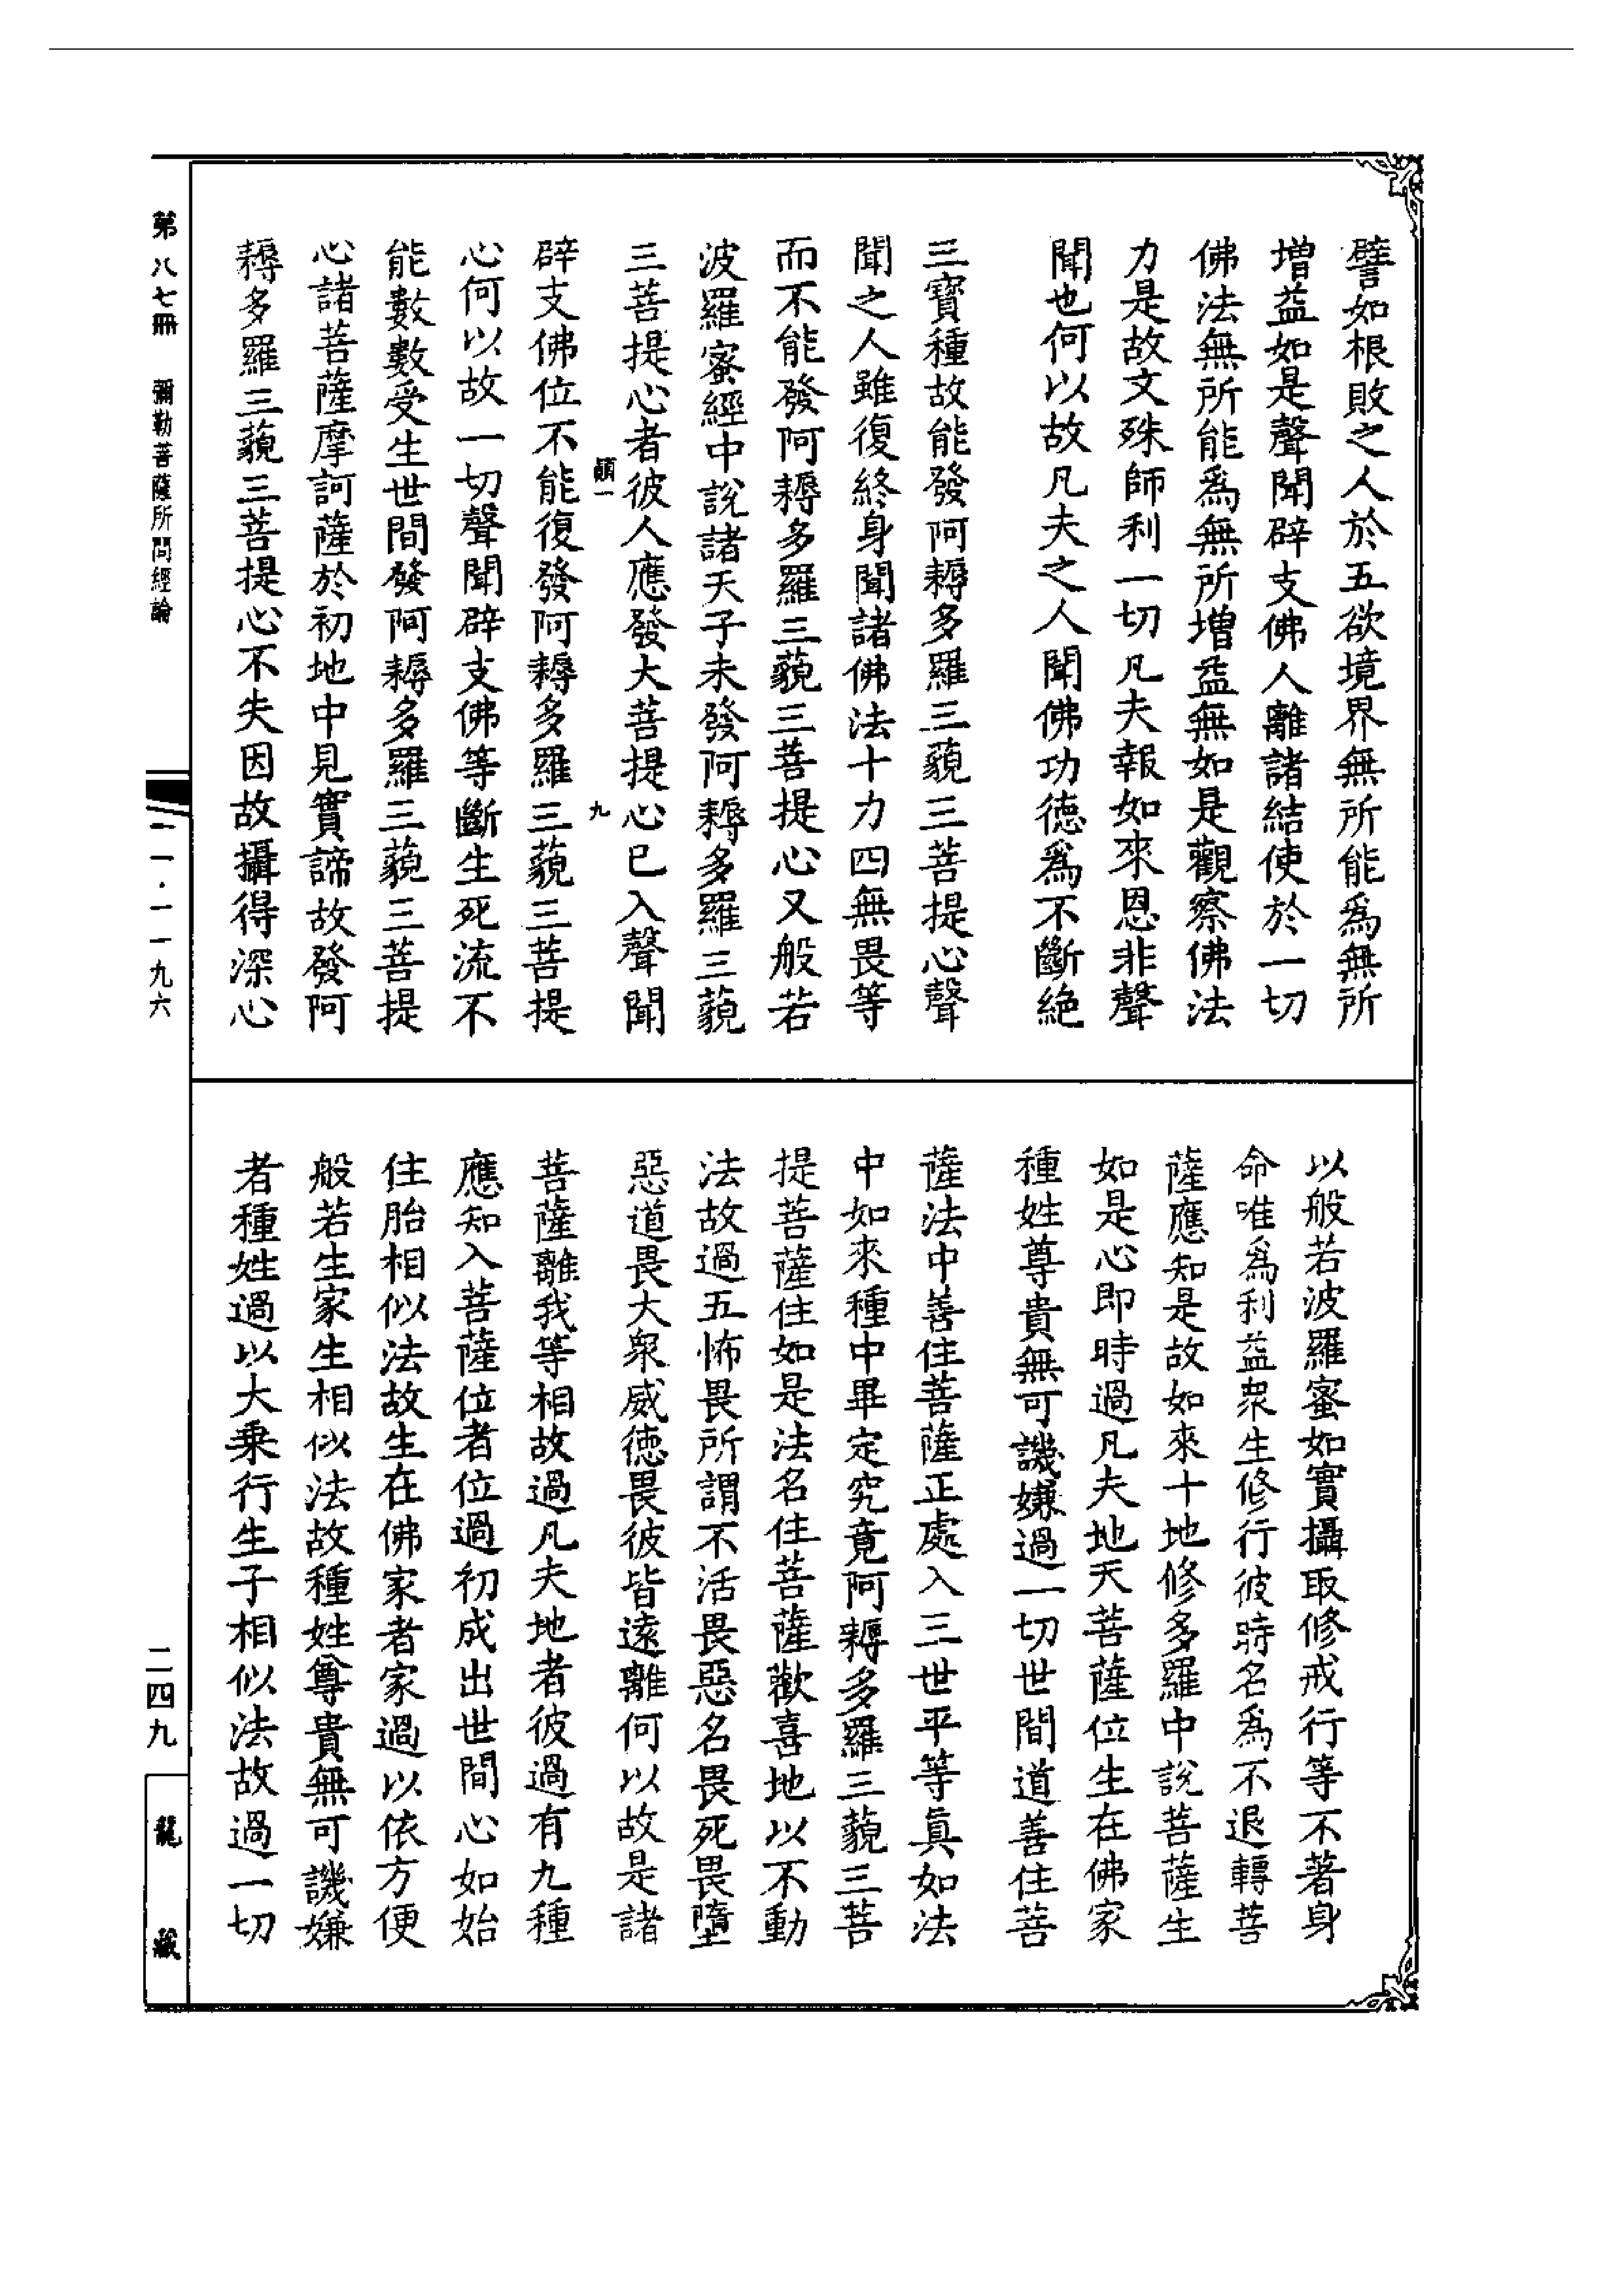 譬如根敗之人於五欲境界無所能爲無所
增益如是聲聞辟支佛人離諸結使於一切
佛法無所能爲無所增益無如是觀察佛法
力是故文殊師利一切凡夫報如來恩非聲
聞也何以故凡夫之人聞佛功德爲不斷絶
三寶種故能發阿耨多羅三藐三菩提心聲
聞之人雖復終身聞諸佛法十力四無畏等
而不能發阿耨多羅三藐三菩提心又般若
波羅蜜經中說諸天子未發阿耨多羅三藐
三菩提心者彼人應發大菩提心已入聲聞
九
辟支佛位不能復發阿耨多羅三藐三菩提
心何以故一切聲聞辟支佛等斷生死流不
能數數受生世間發阿耨多羅三藐三菩提
心諸菩薩摩訶薩於初地中見實諦故發阿
耨多羅三藐三菩提心不失因故攝得深心
以般若波羅蜜如實攝取修戒行等不著身
命唯爲利益衆生修行彼時名爲不退轉菩
薩應知是故如來十地修多羅中說菩薩生
如是心即時過凡夫地天菩薩位生在佛家
種姓尊貴無可譏嫌過一切世間道善住菩
薩法中善住菩薩正處入三世平等真如法
中如來種中畢定究竟阿耨多羅三藐三菩
提菩薩住如是法名住菩薩歡喜地以不動
法故過五怖畏所謂不活畏惡名畏死畏墮
惡道畏大衆威德畏彼皆遠離何以故是諸
菩薩離我等相故過凡夫地者彼過有九種
應知入菩薩位者位過初成出世間心如始
住胎相似法故生在佛家者家過以依方便
般若生家生相似法故種姓尊貴無可譏嫌
者種姓過以大乗行生子相似法故過一切
第八七冊　彌勒菩薩所問經論
一一·一一九六
二四九
龍藏